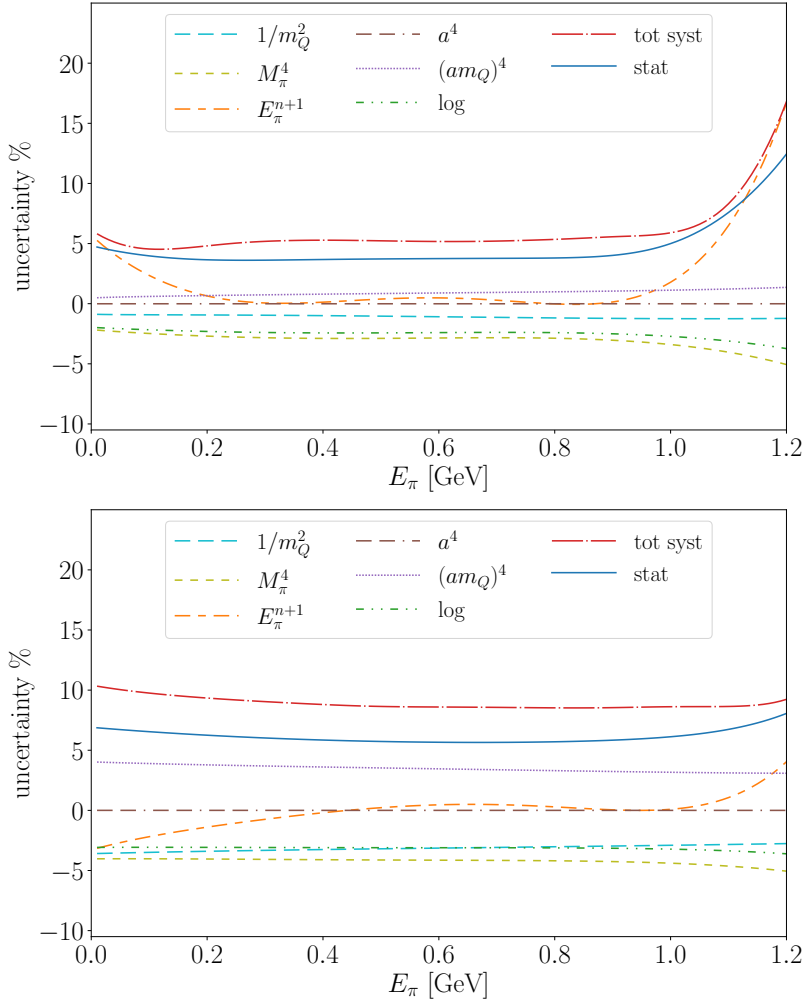 20
15
10
5
0
−5
−10
uncertainty %
1/m_Q^2
M_π^4
E_π^{n+1}
a^4
(am_Q)^4
log
tot syst
stat
0.0 0.2 0.4 0.6 0.8 1.0 1.2
E_π [GeV]
20
15
10
5
0
−5
−10
uncertainty %
1/m_Q^2
M_π^4
E_π^{n+1}
a^4
(am_Q)^4
log
tot syst
stat
0.0 0.2 0.4 0.6 0.8 1.0 1.2
E_π [GeV]